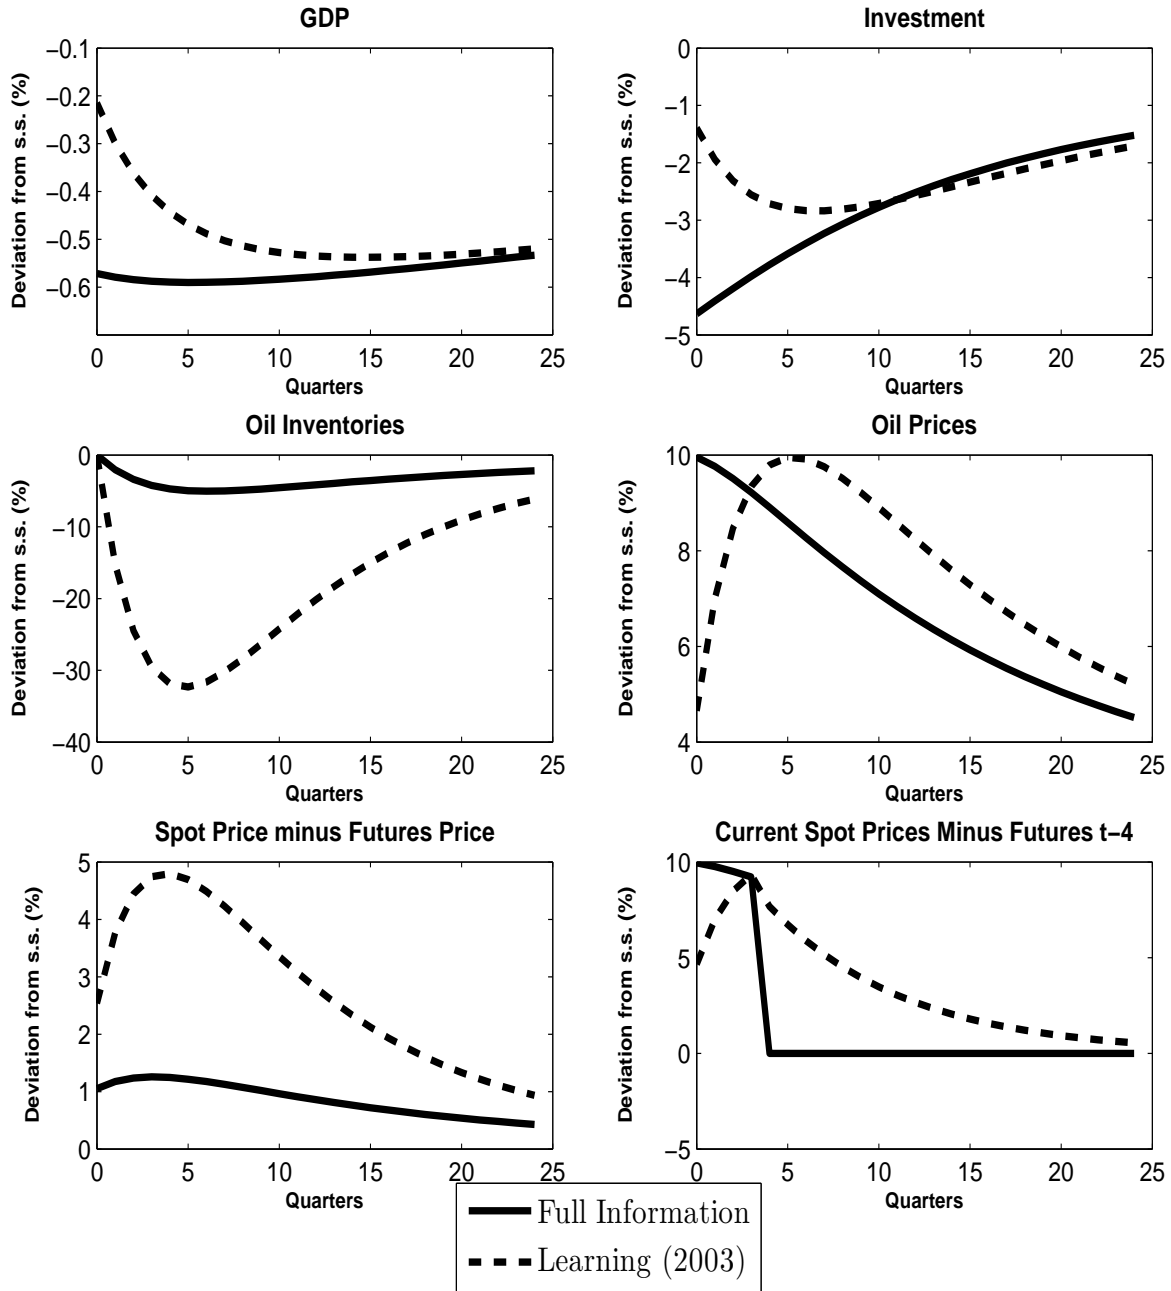 GDP
Investment
−0.1
−0.2
−0.3
−0.4
−0.5
−0.6
Deviation from s.s. (%)
0 5 10 15 20 25
Quarters
0
−1
−2
−3
−4
−5
Deviation from s.s. (%)
0 5 10 15 20 25
Quarters
Oil Inventories
Oil Prices
0
−10
−20
−30
−40
Deviation from s.s. (%)
0 5 10 15 20 25
Quarters
10
8
6
4
Deviation from s.s. (%)
0 5 10 15 20 25
Quarters
Spot Price minus Futures Price
Current Spot Prices Minus Futures t−4
5
4
3
2
1
0
Deviation from s.s. (%)
0 5 10 15 20 25
Quarters
10
5
0
−5
Deviation from s.s. (%)
0 5 10 15 20 25
Quarters
Full Information
Learning (2003)